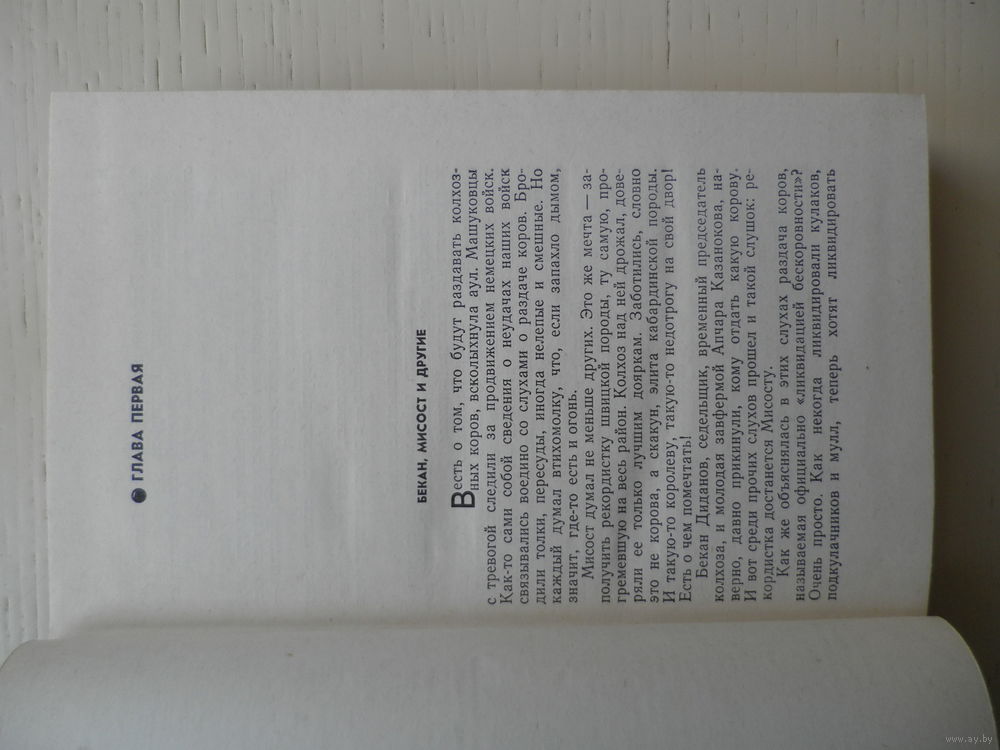 ГЛАВА ПЕРВАЯ
БЕКАН, МИСОСТ И ДРУГИЕ
Весть о том, что будут раздавать колхоз-
ных коров, всколыхнула аул. Машуковцы
с тревогой следили за продвижением немецких войск.
Как-то сами собой сведения о неудачах наших войск
связывались воедино со слухами о раздаче коров. Бро-
дили толки, пересуды, иногда нелепые и смешные. Но
каждый думал втихомолку, что, если запахло дымом,
значит, где-то есть и огонь.
Мисост думал не меньше других. Это же мечта — за-
получить рекордистку швицкой породы, ту самую, про-
гремевшую на весь район. Колхоз над ней дрожал, дове-
ряли ее только лучшим дояркам. Заботились, словно
это не корова, а скакун, элита кабардинской породы.
И такую-то королеву, такую-то недотрогу на свой двор!
Есть о чем помечтать!
Бекан Диданов, седельщик, временный председатель
колхоза, и молодая завфермой Апчара Казанокова, на-
верно, давно прикинули, кому отдать какую корову.
И вот среди прочих слухов прошел и такой слушок: ре-
кордистка достанется Мисосту.
Как же объяснялась в этих слухах раздача коров,
называемая официально «ликвидацией бескоровности»?
Очень просто. Как некогда ликвидировали кулаков,
подкулачников и мулл, теперь хотят ликвидировать
www.ay.by